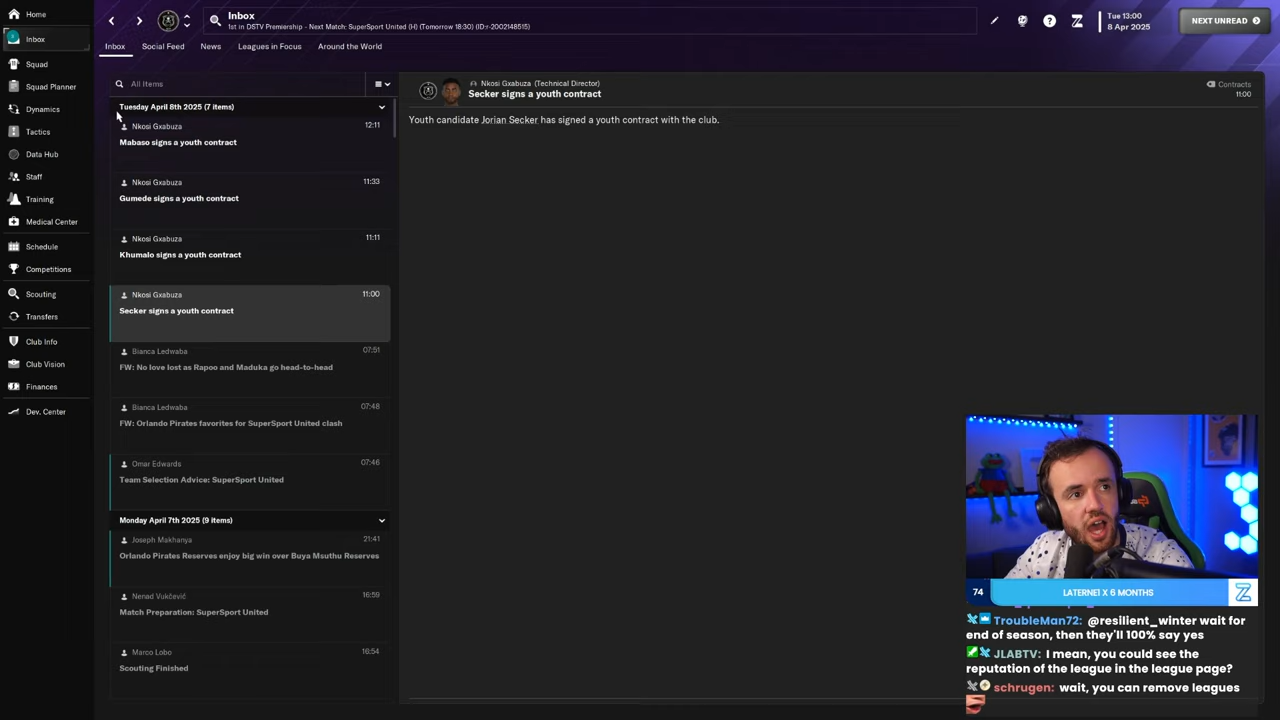 Home
Inbox
Squad
Squad Planner
Dynamics
Tactics
Data Hub
Staff
Training
Medical Center
Schedule
Competitions
Scouting
Transfers
Club Info
Club Vision
Finances
Dev. Center
Inbox
1st in DSTV Premiership - Next Match: SuperSport United (H) (Tomorrow 18:30) (ID:r-2002148515)
Tue 13:00
8 Apr 2025
NEXT UNREAD
Inbox
Social Feed
News
Leagues in Focus
Around the World
All Items
Tuesday April 8th 2025 (7 items)
Nkosi Gxabuza 12:11
Mabaso signs a youth contract
Nkosi Gxabuza 11:33
Gumede signs a youth contract
Nkosi Gxabuza 11:11
Khumalo signs a youth contract
Nkosi Gxabuza 11:00
Secker signs a youth contract
Bianca Ledwaba 07:51
FW: No love lost as Rapoo and Maduka go head-to-head
Bianca Ledwaba 07:48
FW: Orlando Pirates favorites for SuperSport United clash
Omar Edwards 07:46
Team Selection Advice: SuperSport United
Monday April 7th 2025 (9 items)
Joseph Makhanya 21:41
Orlando Pirates Reserves enjoy big win over Buya Msuthu Reserves
Nenad Vukčević 16:59
Match Preparation: SuperSport United
Marco Lobo 16:54
Scouting Finished
Nkosi Gxabuza (Technical Director)
Secker signs a youth contract
Contracts
11:00
Youth candidate Jorian Secker has signed a youth contract with the club.
74 LATERNE1 X 6 MONTHS
TroubleMan72: @resilient_winter wait for
end of season, then they'll 100% say yes
JLABTV: I mean, you could see the
reputation of the league in the league page?
schrugen: wait, you can remove leagues